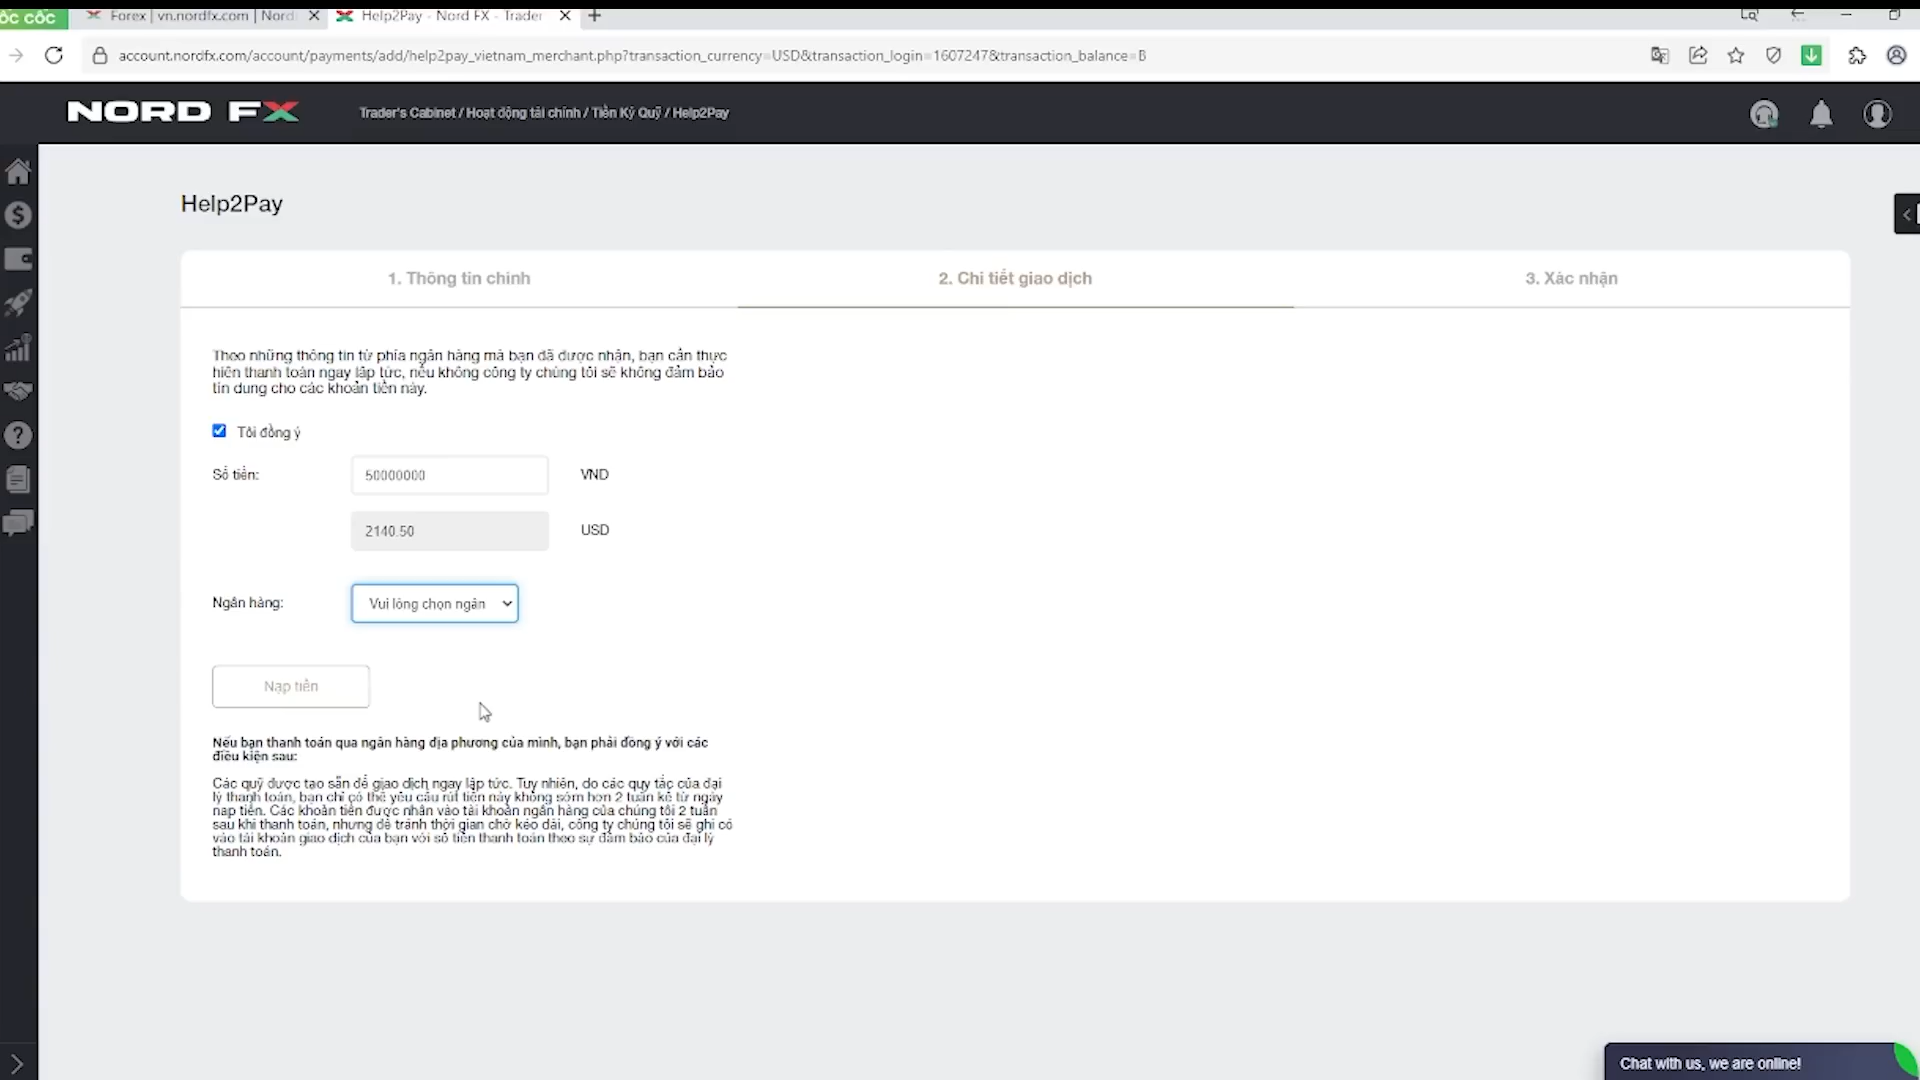 ốc cốc
Forex | vn.nordfx.com | Nord
Help2Pay - Nord FX - Trader
account.nordfx.com/account/payments/add/help2pay_vietnam_merchant.php?transaction_currency=USD&transaction_login=1607247&transaction_balance=B
NORD FX
Trader's Cabinet / Hoạt động tài chính / Tiền Ký Quỹ / Help2Pay
Help2Pay
1. Thông tin chính
2. Chi tiết giao dịch
3. Xác nhận
Theo những thông tin từ phía ngân hàng mà bạn đã được nhận, bạn cần thực
hiện thanh toán ngay lập tức, nếu không công ty chúng tôi sẽ không đảm bảo
tín dụng cho các khoản tiền này.
Tôi đồng ý
Số tiền:
50000000
VND
2140.50
USD
Ngân hàng:
Vui lòng chọn ngân
Nạp tiền
Nếu bạn thanh toán qua ngân hàng địa phương của mình, bạn phải đồng ý với các
điều kiện sau:
Các quỹ được tạo sẵn để giao dịch ngay lập tức. Tuy nhiên, do các quy tắc của đại
lý thanh toán, bạn chỉ có thể yêu cầu rút tiền này không sớm hơn 2 tuần kể từ ngày
nạp tiền. Các khoản tiền được nhận vào tài khoản ngân hàng của chúng tôi 2 tuần
sau khi thanh toán, nhưng để tránh thời gian chờ kéo dài, công ty chúng tôi sẽ ghi có
vào tài khoản giao dịch của bạn với số tiền thanh toán theo sự đảm bảo của đại lý
thanh toán.
Chat with us, we are online!